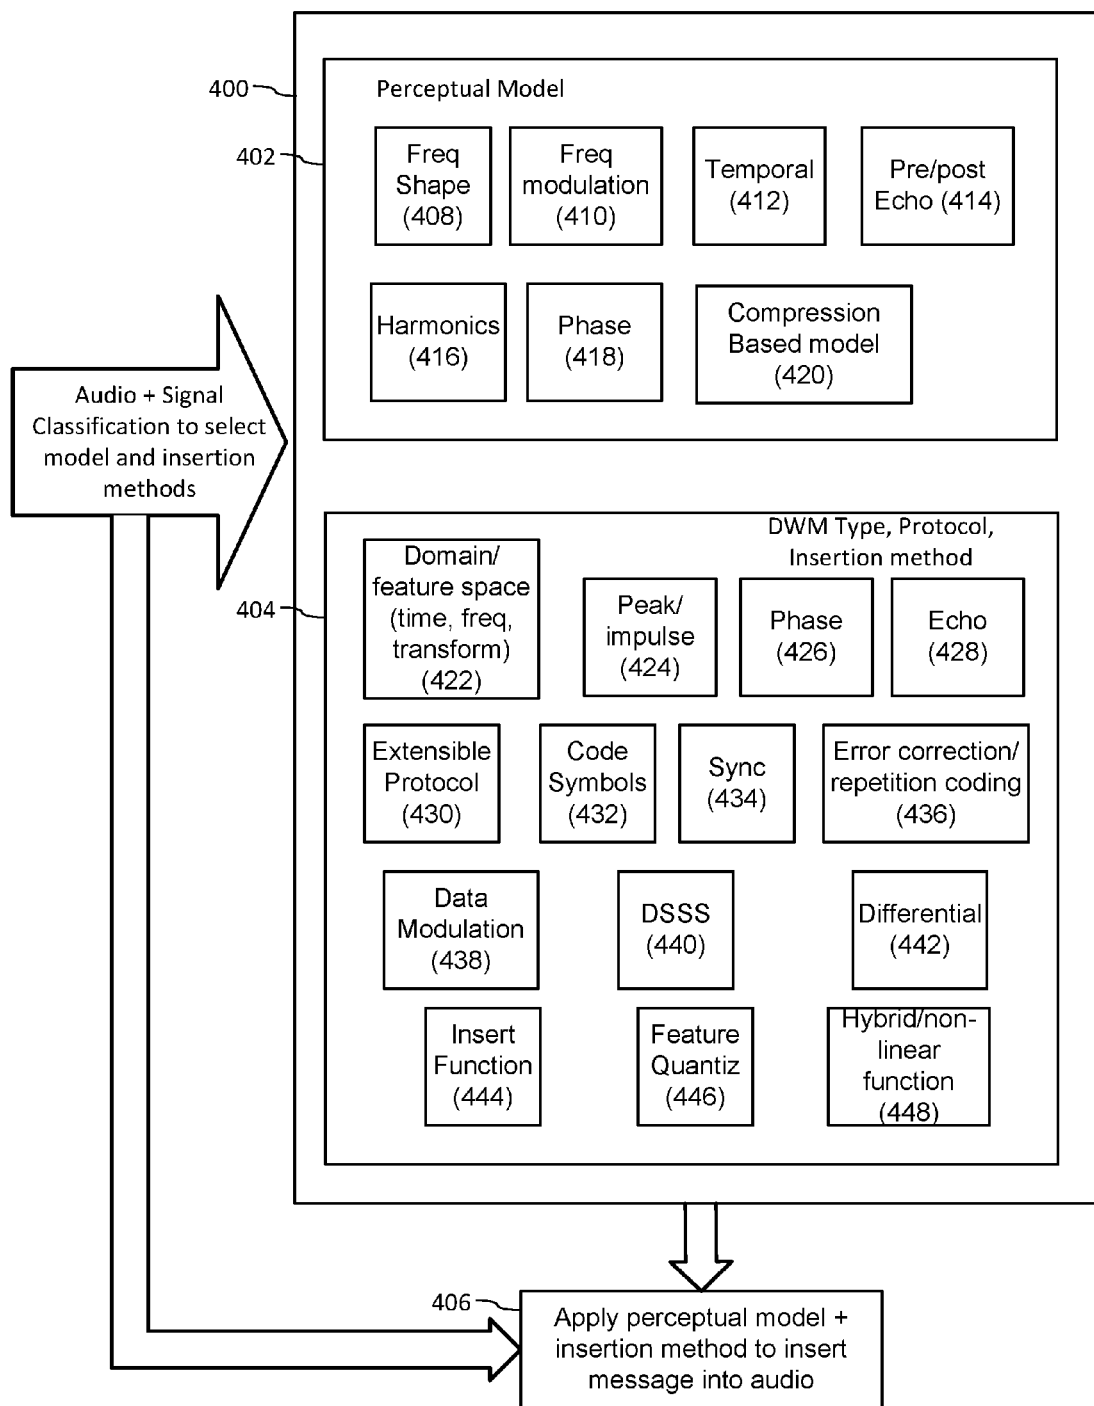 400
Perceptual Model
402
Freq
Shape
(408)
Freq
modulation
(410)
Temporal
(412)
Pre/post
Echo (414)
Harmonics
(416)
Phase
(418)
Compression
Based model
(420)
Audio + Signal
Classification to select
model and insertion
methods
404
DWM Type, Protocol,
Insertion method
Domain/
feature space
(time, freq,
transform)
(422)
Peak/
impulse
(424)
Phase
(426)
Echo
(428)
Extensible
Protocol
(430)
Code
Symbols
(432)
Sync
(434)
Error correction/
repetition coding
(436)
Data
Modulation
(438)
DSSS
(440)
Differential
(442)
Insert
Function
(444)
Feature
Quantiz
(446)
Hybrid/non-
linear
function
(448)
406
Apply perceptual model +
insertion method to insert
message into audio